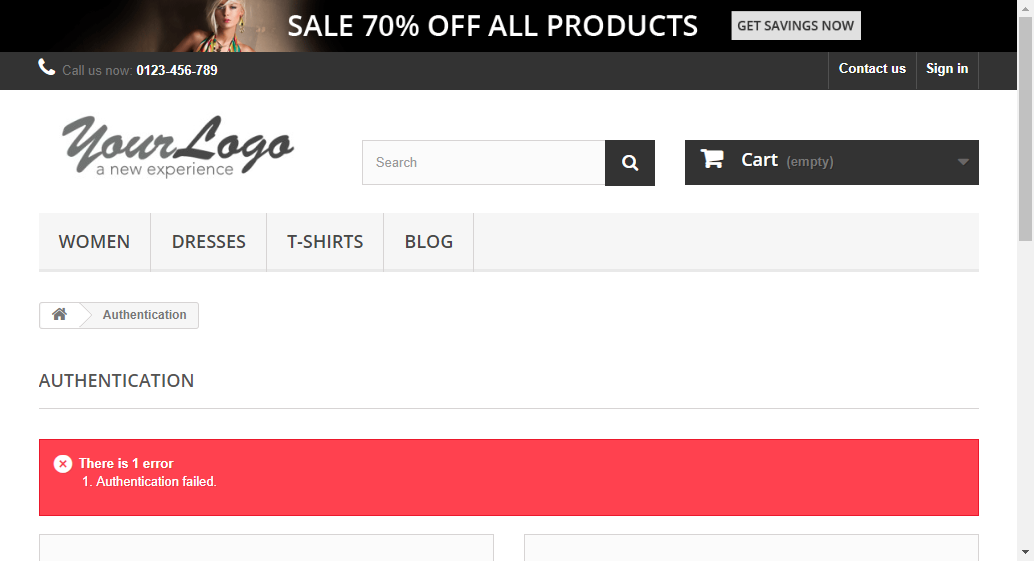 SALE 70% OFF ALL PRODUCTS GET SAVINGS NOW
Call us now: 0123-456-789 Contact us Sign in
YourLogo
a new experience
Search
Cart (empty)
WOMEN DRESSES T-SHIRTS BLOG
Authentication
AUTHENTICATION
There is 1 error
1. Authentication failed.